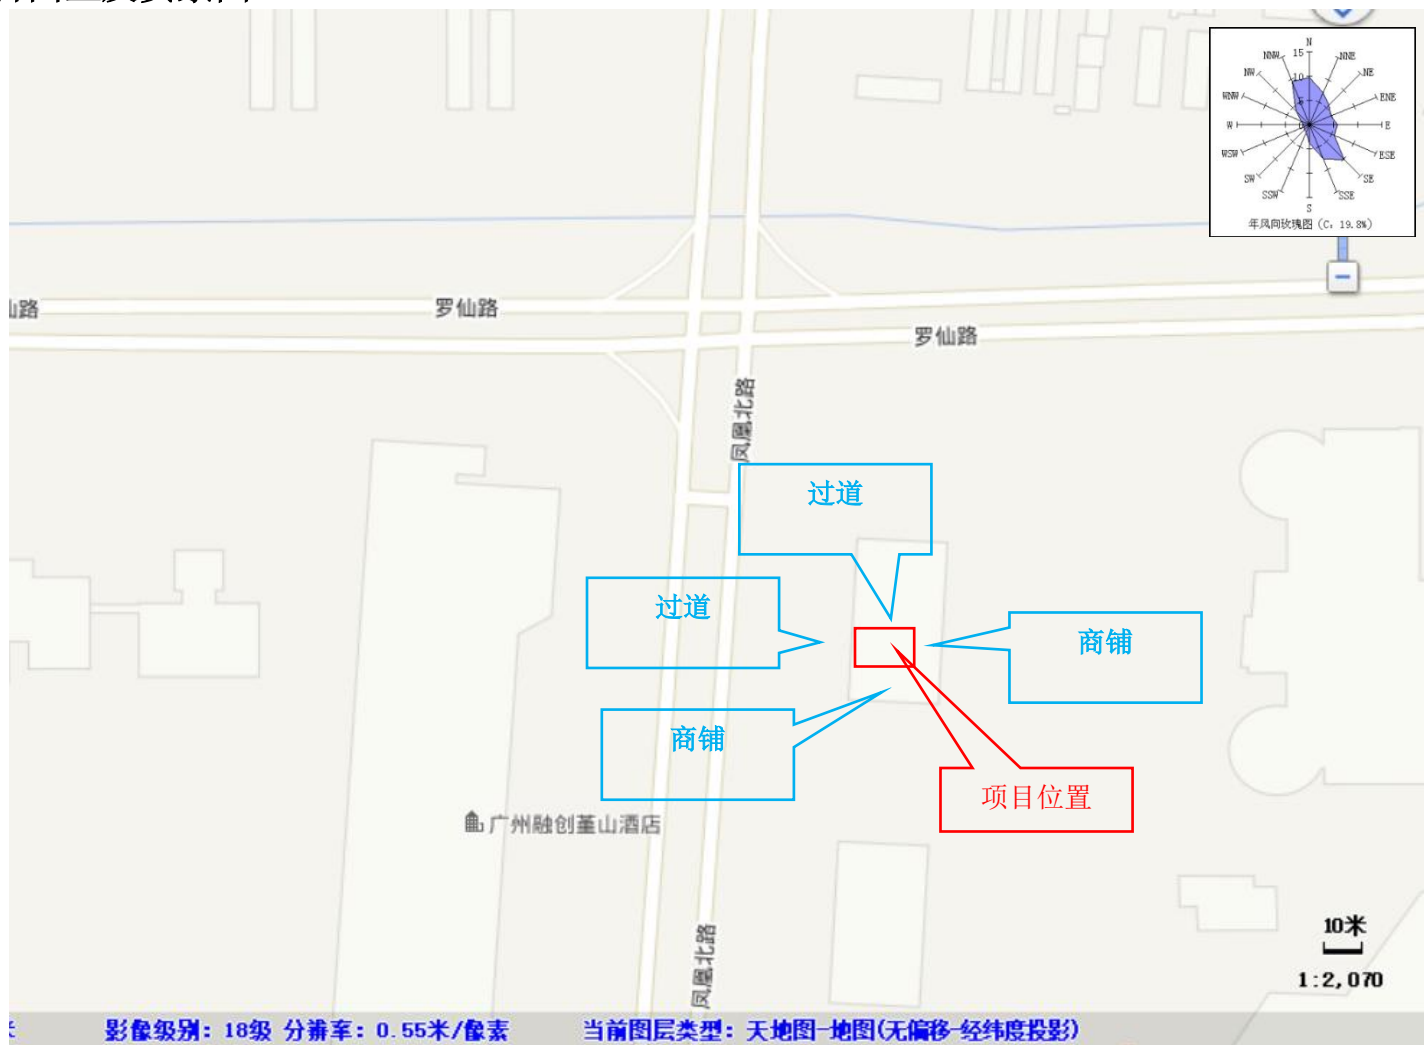 N
NNW
15
NNE
NW
10
NE
WNW
5
ENE
W
0
E
WSW
ESE
SW
SE
SSW
SSE
S
年风向玫瑰图 (C: 19.8%)
山路
罗仙路
罗仙路
凤凰北路
过道
过道
商铺
商铺
项目位置
广州融创堇山酒店
凤凰北路
10米
1:2,070
影像级别: 18级 分辨率: 0.55米/像素
当前图层类型: 天地图-地图(无偏移-经纬度投影)